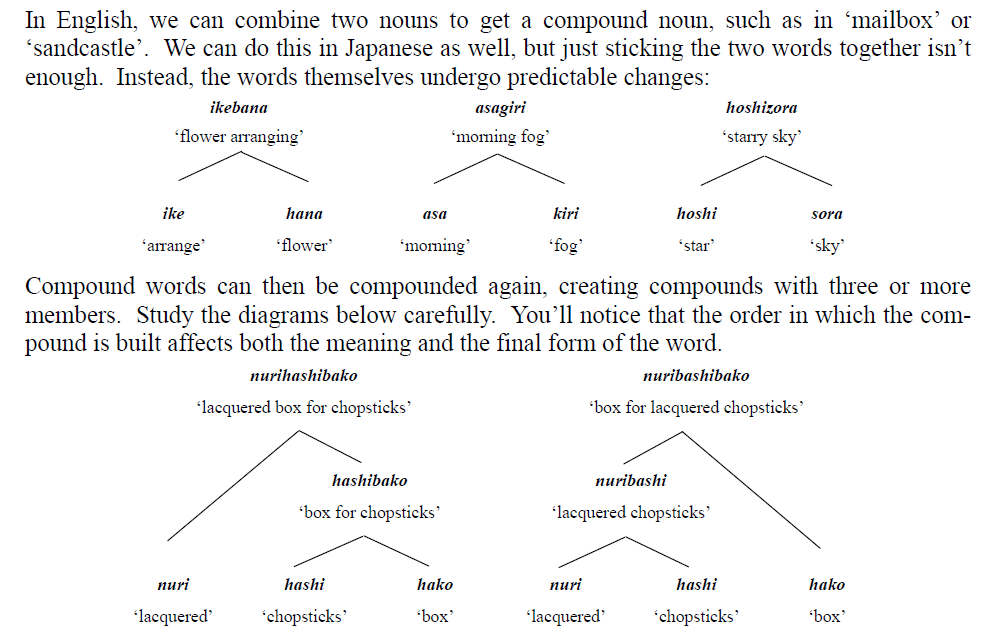 In English, we can combine two nouns to get a compound noun, such as in ‘mailbox’ or
‘sandcastle’. We can do this in Japanese as well, but just sticking the two words together isn’t
enough. Instead, the words themselves undergo predictable changes:
ikebana asagiri hoshizora
‘flower arranging’ ‘morning fog’ ‘starry sky’
ike hana asa kiri hoshi sora
‘arrange’ ‘flower’ ‘morning’ ‘fog’ ‘star’ ‘sky’
Compound words can then be compounded again, creating compounds with three or more
members. Study the diagrams below carefully. You’ll notice that the order in which the com-
pound is built affects both the meaning and the final form of the word.
nurihashibako nuribashibako
‘lacquered box for chopsticks’ ‘box for lacquered chopsticks’
hashibako nuribashi
‘box for chopsticks’ ‘lacquered chopsticks’
nuri hashi hako nuri hashi hako
‘lacquered’ ‘chopsticks’ ‘box’ ‘lacquered’ ‘chopsticks’ ‘box’